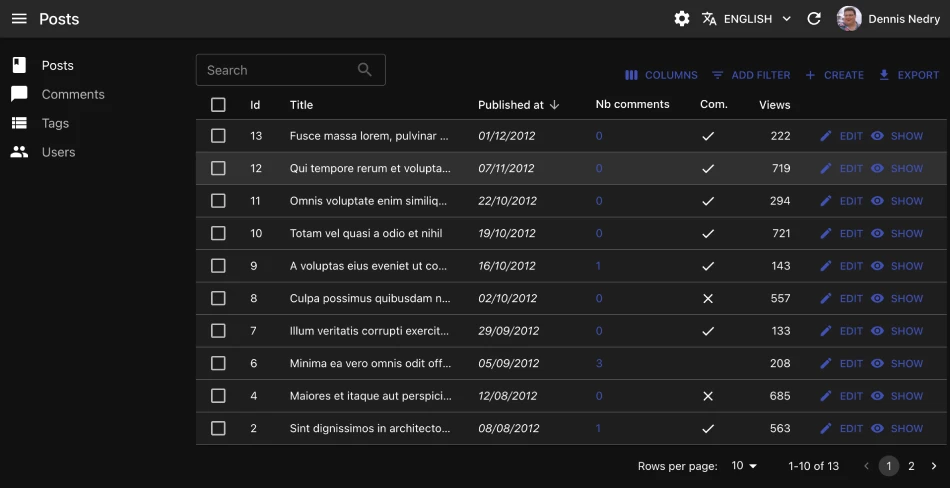 Posts ENGLISH Dennis Nedry
Posts
Comments
Tags
Users
Search
COLUMNS ADD FILTER CREATE EXPORT
Id Title Published at Nb comments Com. Views
13 Fusce massa lorem, pulvinar ... 01/12/2012 0 222 EDIT SHOW
12 Qui tempore rerum et volupta... 07/11/2012 0 719 EDIT SHOW
11 Omnis voluptate enim similiq... 22/10/2012 0 294 EDIT SHOW
10 Totam vel quasi a odio et nihil 19/10/2012 0 721 EDIT SHOW
9 A voluptas eius eveniet ut co... 16/10/2012 1 143 EDIT SHOW
8 Culpa possimus quibusdam n... 02/10/2012 0 557 EDIT SHOW
7 Illum veritatis corrupti exercit... 29/09/2012 0 133 EDIT SHOW
6 Minima ea vero omnis odit off... 05/09/2012 3 208 EDIT SHOW
4 Maiores et itaque aut perspici... 12/08/2012 0 685 EDIT SHOW
2 Sint dignissimos in architecto... 08/08/2012 1 563 EDIT SHOW
Rows per page: 10 1-10 of 13 1 2